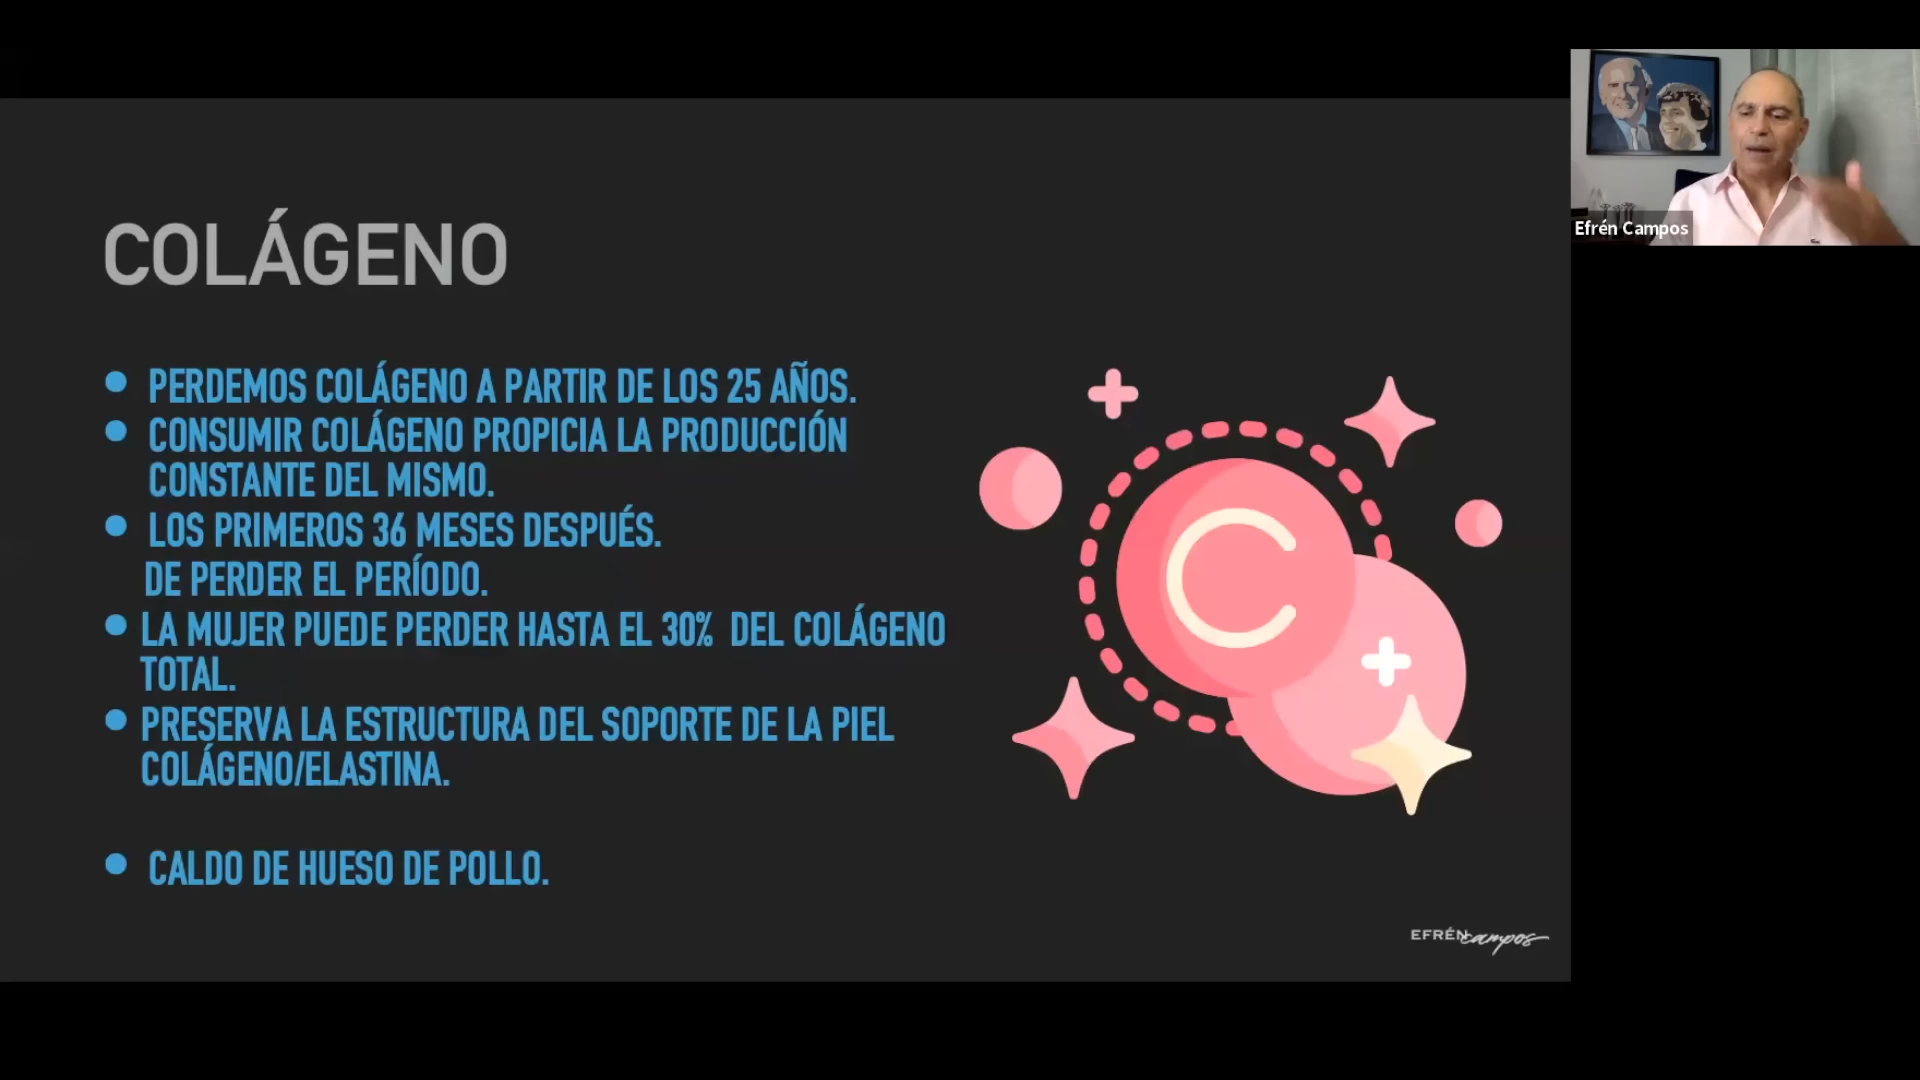 Efrén Campos
COLÁGENO
PERDEMOS COLÁGENO A PARTIR DE LOS 25 AÑOS.
CONSUMIR COLÁGENO PROPICIA LA PRODUCCIÓN
CONSTANTE DEL MISMO.
LOS PRIMEROS 36 MESES DESPUÉS.
DE PERDER EL PERÍODO.
LA MUJER PUEDE PERDER HASTA EL 30% DEL COLÁGENO
TOTAL.
PRESERVA LA ESTRUCTURA DEL SOPORTE DE LA PIEL
COLÁGENO/ELASTINA.
CALDO DE HUESO DE POLLO.
C
EFRÉN campos